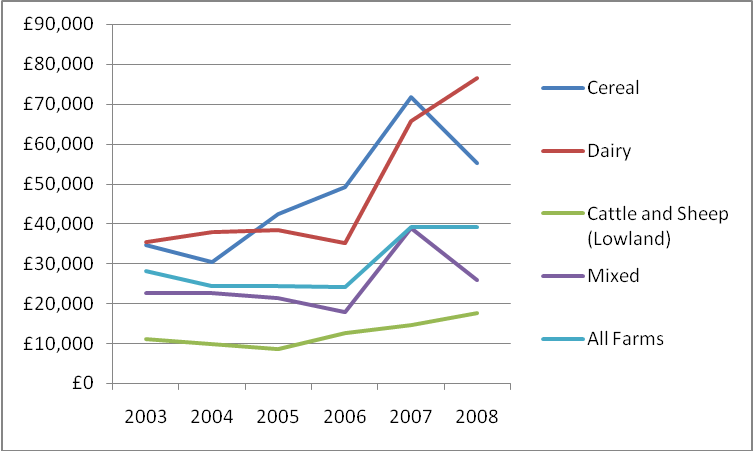 £90,000
£80,000
£70,000
£60,000
£50,000
£40,000
£30,000
£20,000
£10,000
£0
2003 2004 2005 2006 2007 2008
Cereal
Dairy
Cattle and Sheep
(Lowland)
Mixed
All Farms